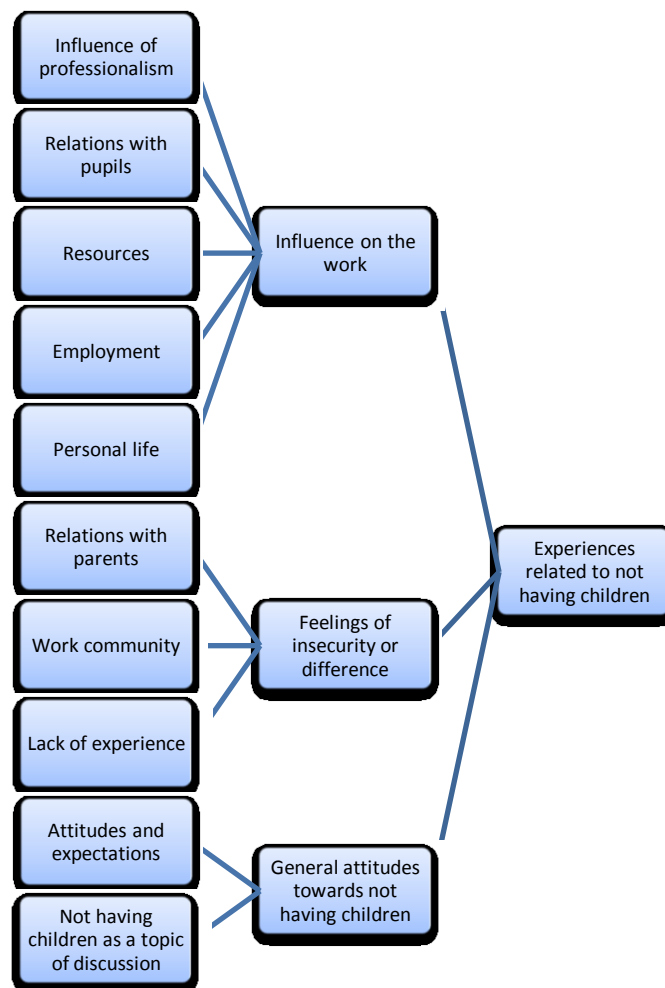 Influence of
professionalism
Relations with
pupils
Resources
Employment
Personal life
Influence on the
work
Relations with
parents
Work community
Lack of experience
Feelings of
insecurity or
difference
Attitudes and
expectations
Not having
children as a topic
of discussion
General attitudes
towards not
having children
Experiences
related to not
having children